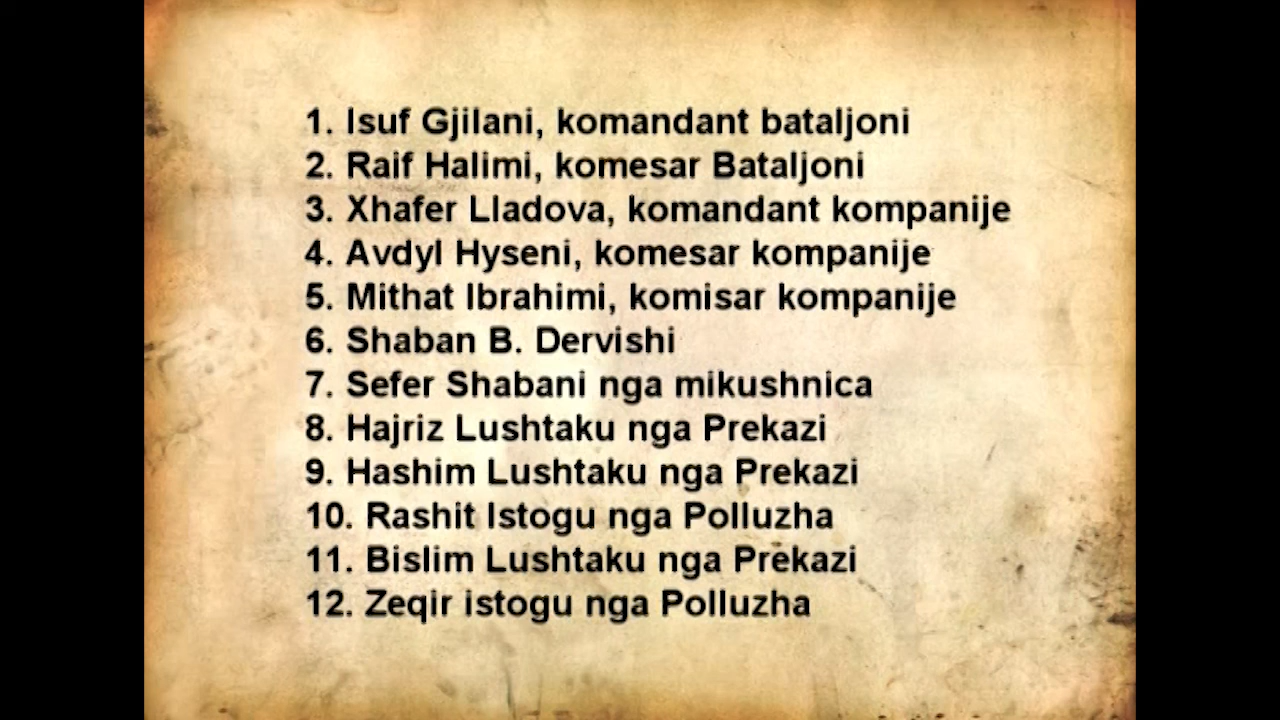 1. Isuf Gjilani, komandant bataljoni
2. Raif Halimi, komesar Bataljoni
3. Xhafer Lladova, komandant kompanije
4. Avdyl Hyseni, komesar kompanije
5. Mithat Ibrahimi, komisar kompanije
6. Shaban B. Dervishi
7. Sefer Shabani nga mikushnica
8. Hajriz Lushtaku nga Prekazi
9. Hashim Lushtaku nga Prekazi
10. Rashit Istogu nga Polluzha
11. Bislim Lushtaku nga Prekazi
12. Zeqir istogu nga Polluzha